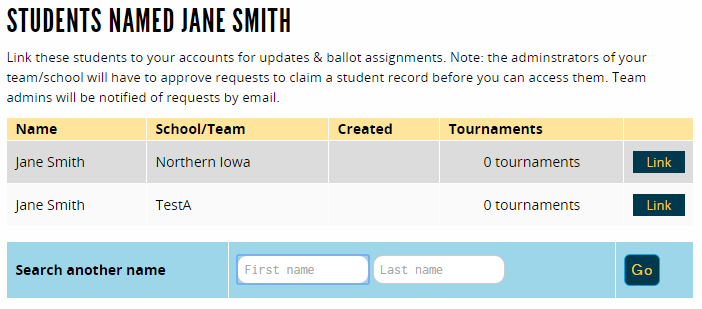 STUDENTS NAMED JANE SMITH
Link these students to your accounts for updates & ballot assignments. Note: the adminstrators of your
team/school will have to approve requests to claim a student record before you can access them. Team
admins will be notified of requests by email.
Name School/Team Created Tournaments
Jane Smith Northern Iowa 0 tournaments Link
Jane Smith TestA 0 tournaments Link
Search another name First name Last name Go